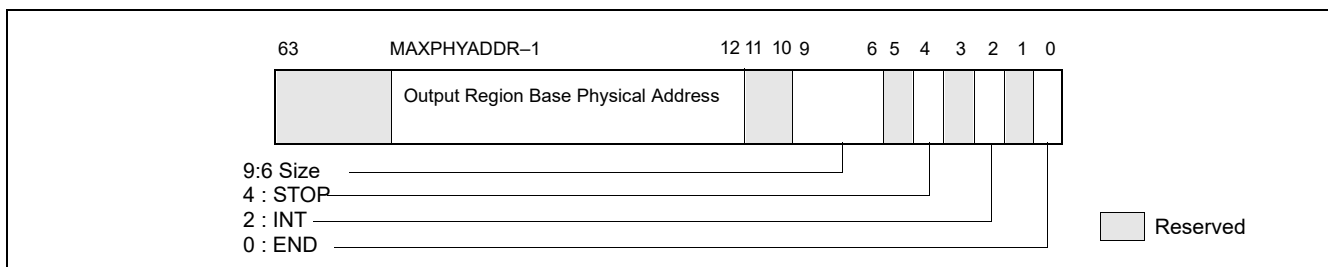 63 MAXPHYADDR–1 12 11 10 9 6 5 4 3 2 1 0
Output Region Base Physical Address
9:6 Size
4 : STOP
2 : INT
0 : END
Reserved